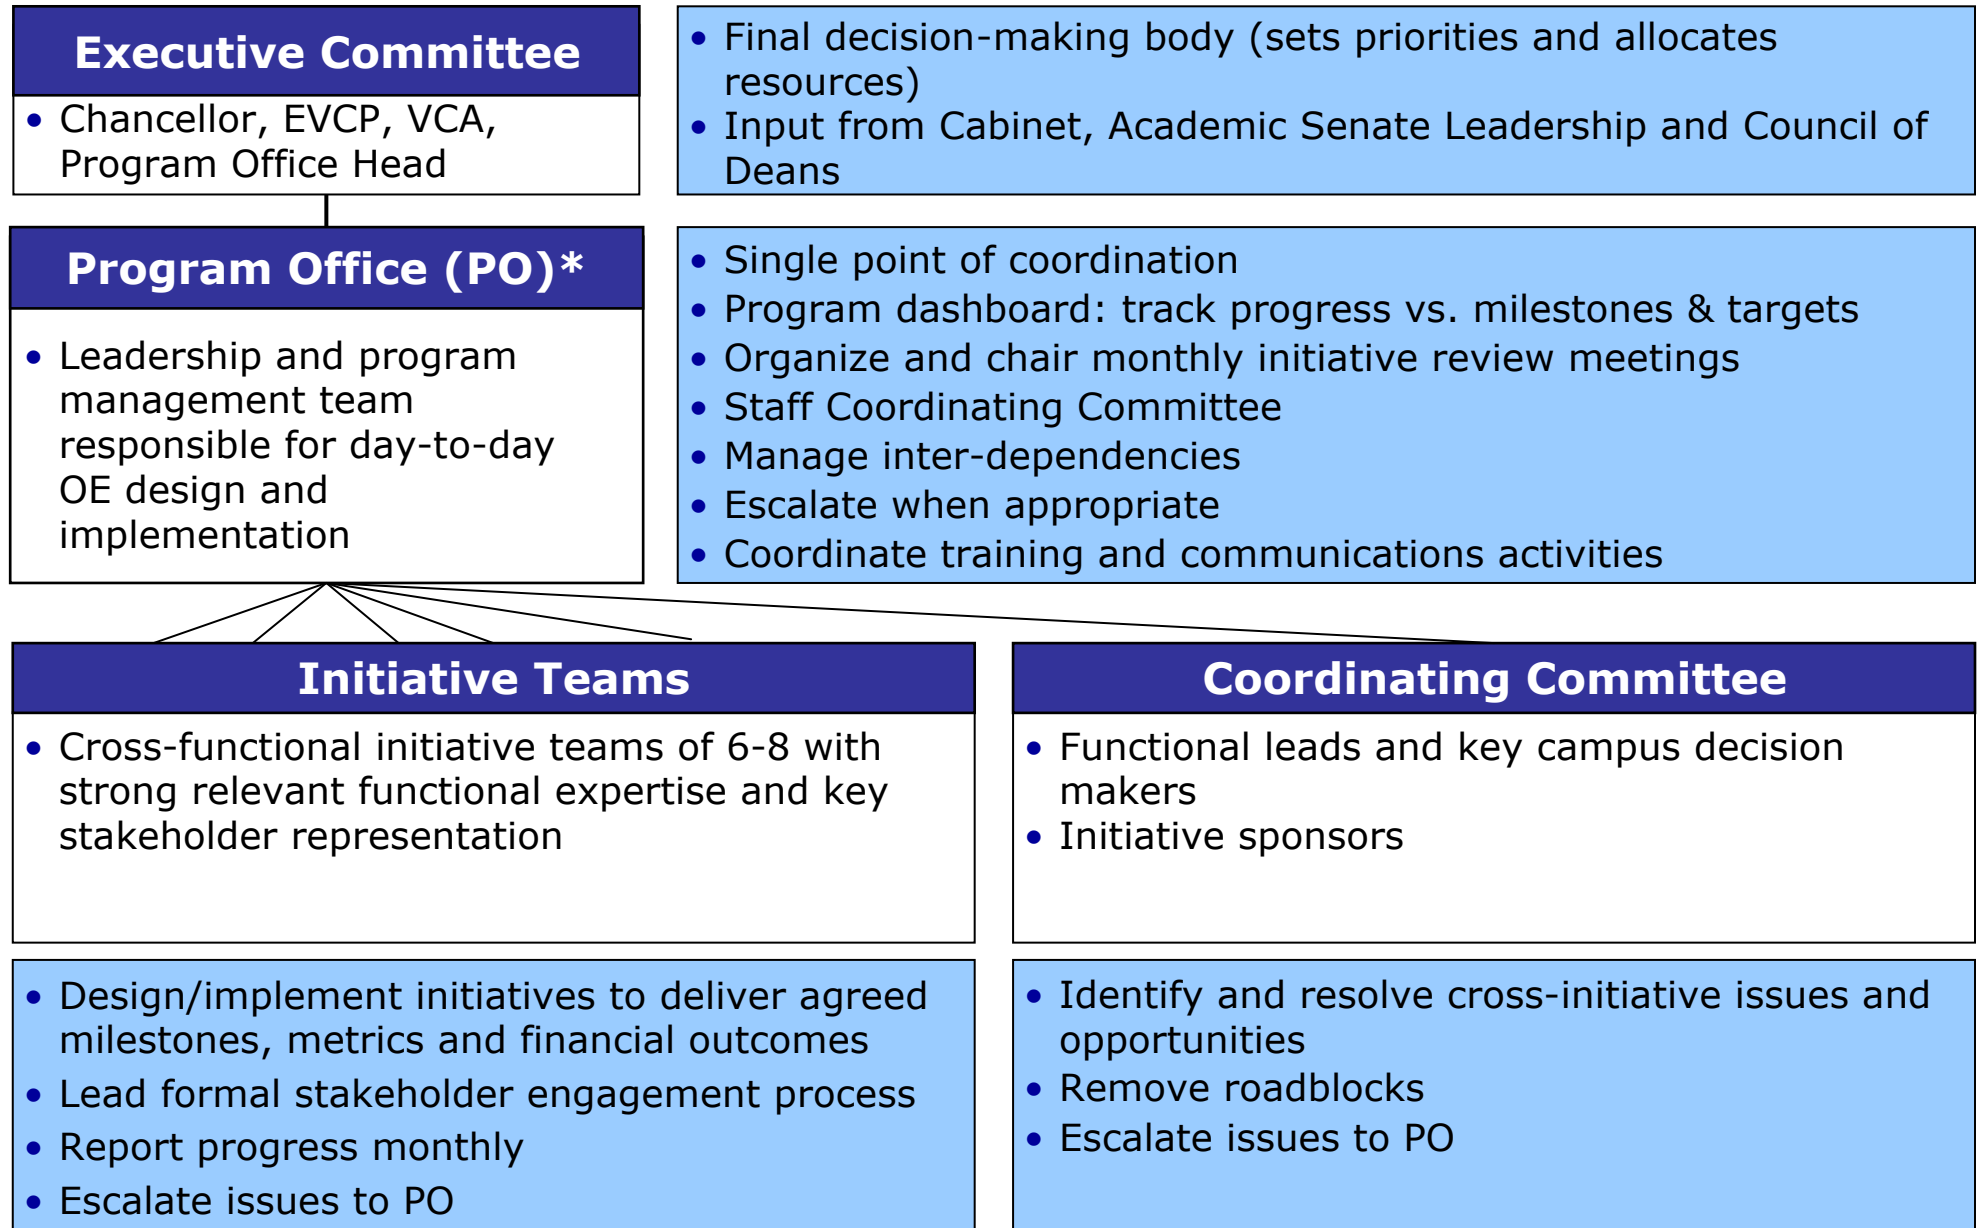 Executive Committee
• Chancellor, EVCP, VCA,
Program Office Head
• Final decision-making body (sets priorities and allocates
resources)
• Input from Cabinet, Academic Senate Leadership and Council of
Deans
Program Office (PO)*
• Leadership and program
management team
responsible for day-to-day
OE design and
implementation
• Single point of coordination
• Program dashboard: track progress vs. milestones & targets
• Organize and chair monthly initiative review meetings
• Staff Coordinating Committee
• Manage inter-dependencies
• Escalate when appropriate
• Coordinate training and communications activities
Initiative Teams
• Cross-functional initiative teams of 6-8 with
strong relevant functional expertise and key
stakeholder representation
• Design/implement initiatives to deliver agreed
milestones, metrics and financial outcomes
• Lead formal stakeholder engagement process
• Report progress monthly
• Escalate issues to PO
Coordinating Committee
• Functional leads and key campus decision
makers
• Initiative sponsors
• Identify and resolve cross-initiative issues and
opportunities
• Remove roadblocks
• Escalate issues to PO